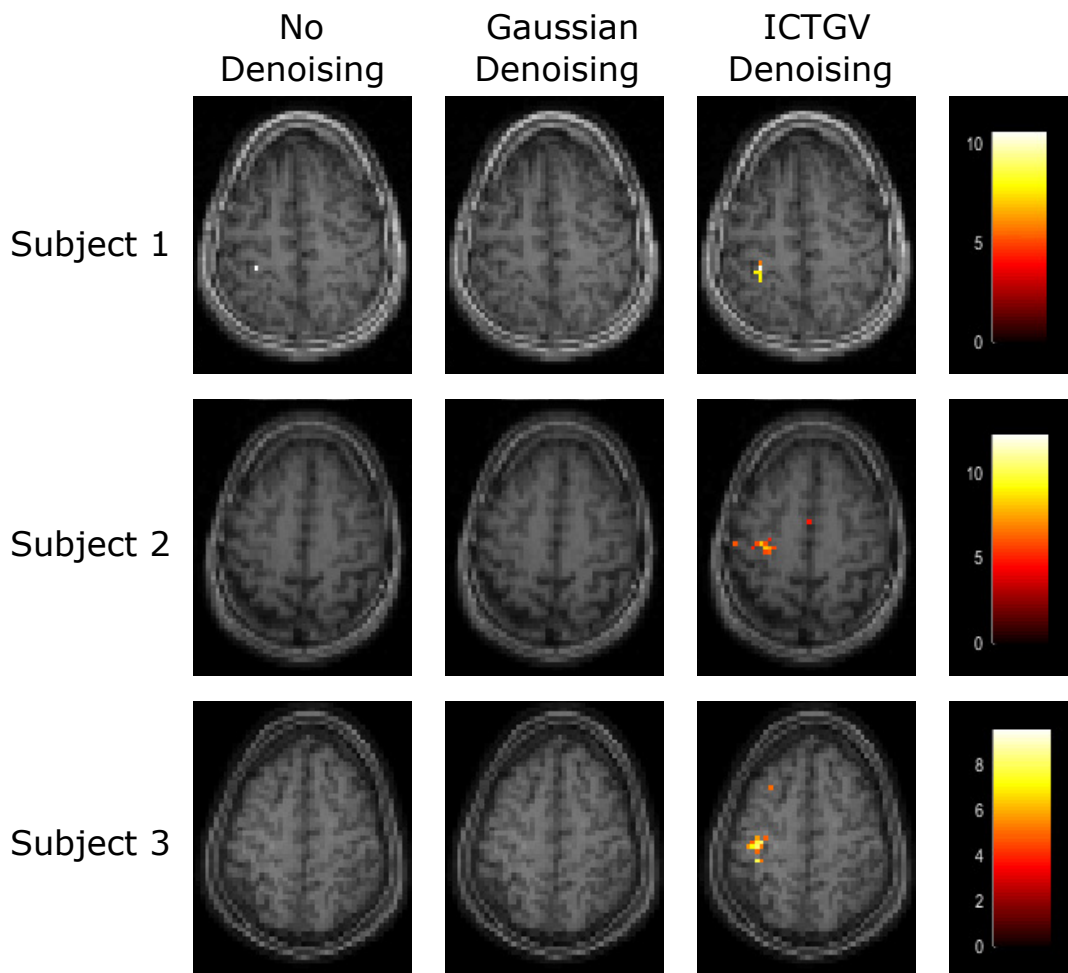 No
Denoising
Gaussian
Denoising
ICTGV
Denoising
Subject 1
10
5
0
Subject 2
10
5
0
Subject 3
8
6
4
2
0